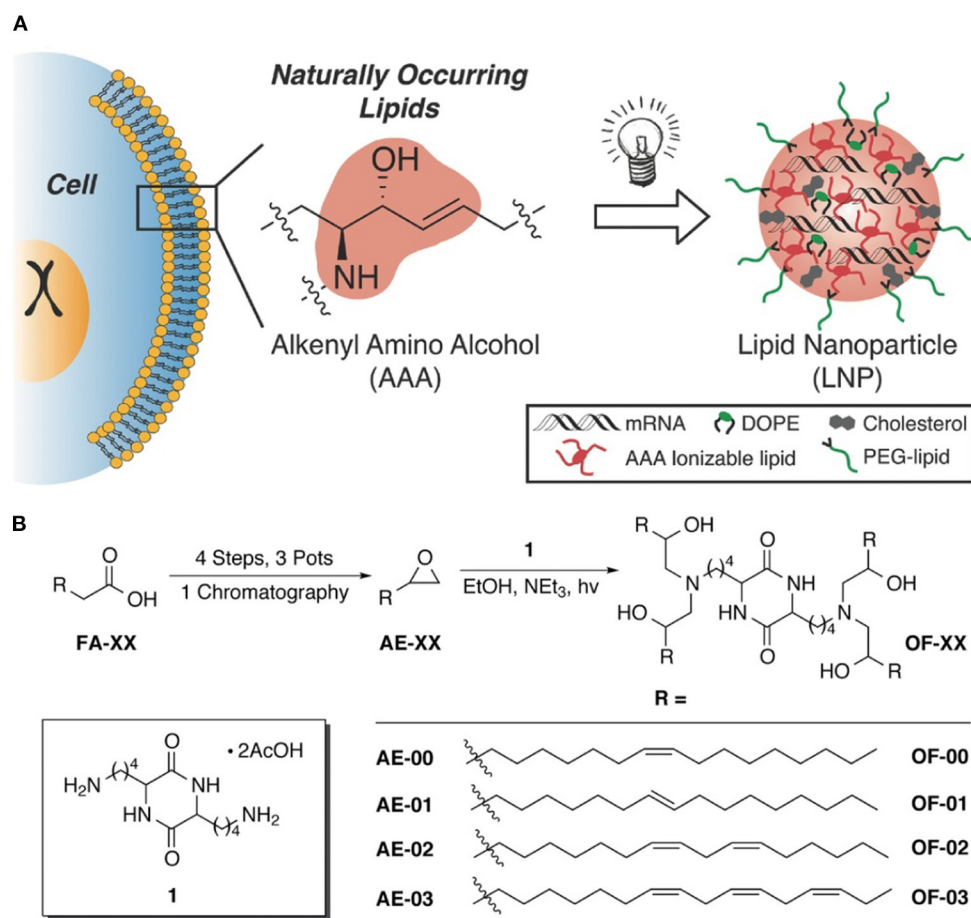 A
Naturally Occurring
Lipids
Cell
OH
NH
Alkenyl Amino Alcohol
(AAA)
Lipid Nanoparticle
(LNP)
mRNA
DOPE
Cholesterol
AAA Ionizable lipid
PEG-lipid
B
R
O
OH
FA-XX
4 Steps, 3 Pots
1 Chromatography
R
O
AE-XX
1
EtOH, NEt₃, hv
R
OH
( )₄
O
R
OH
N
NH
N
HO
HN
( )₄
R
O
HO
R
OF-XX
R =
O
• 2AcOH
( )₄
H₂N
NH
HN
NH₂
( )₄
O
1
AE-00
OF-00
AE-01
OF-01
AE-02
OF-02
AE-03
OF-03